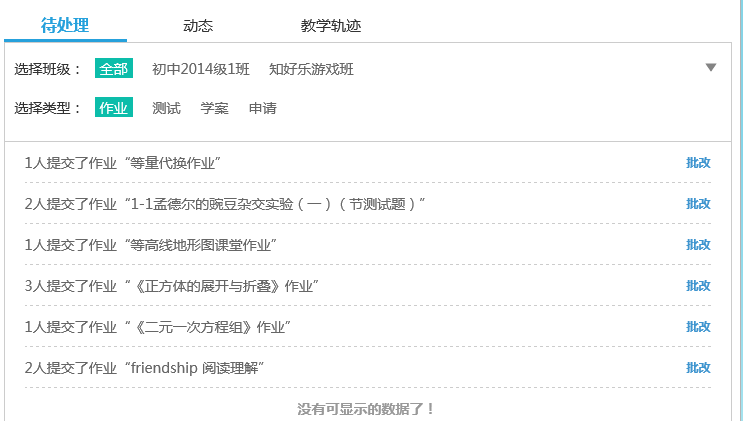 待处理 动态 教学轨迹
选择班级： 全部 初中2014级1班 知好乐游戏班
选择类型： 作业 测试 学案 申请
1人提交了作业“等量代换作业” 批改
2人提交了作业“1-1孟德尔的豌豆杂交实验（一）（节测试题）” 批改
1人提交了作业“等高线地形图课堂作业” 批改
3人提交了作业“《正方体的展开与折叠》作业” 批改
1人提交了作业“《二元一次方程组》作业” 批改
2人提交了作业“friendship 阅读理解” 批改
没有可显示的数据了！